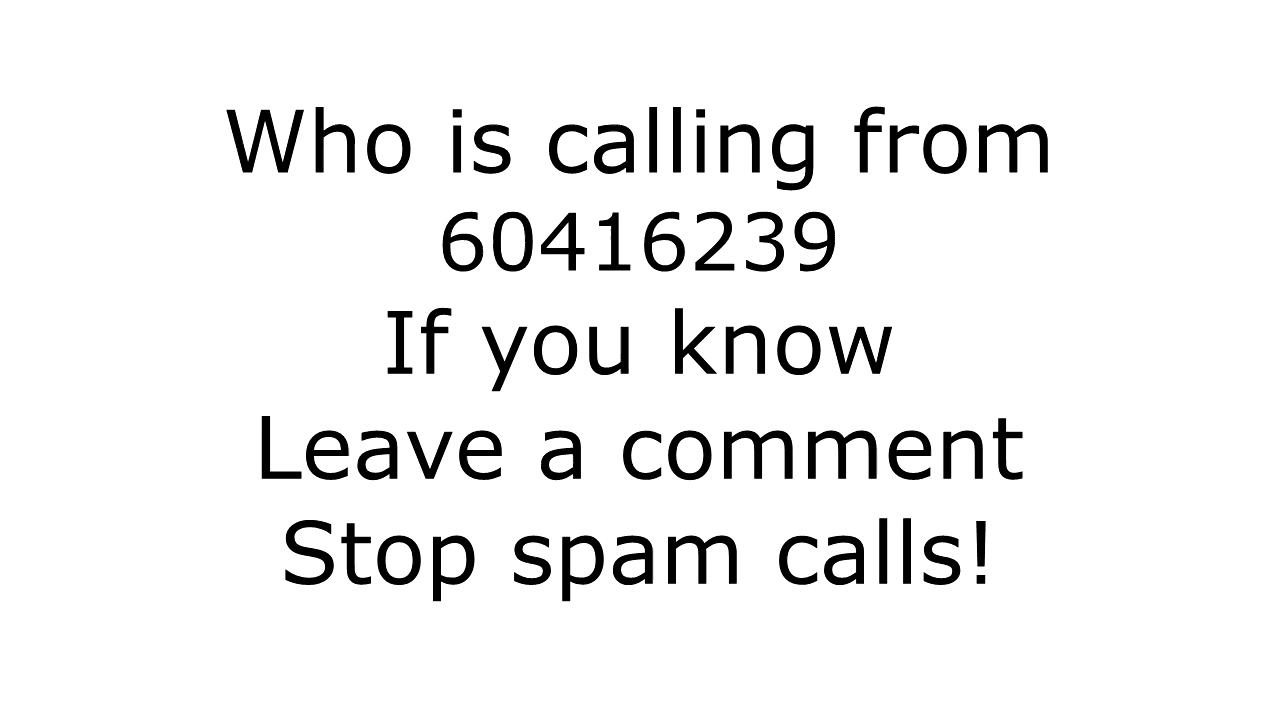 Who is calling from
60416239
If you know
Leave a comment
Stop spam calls!